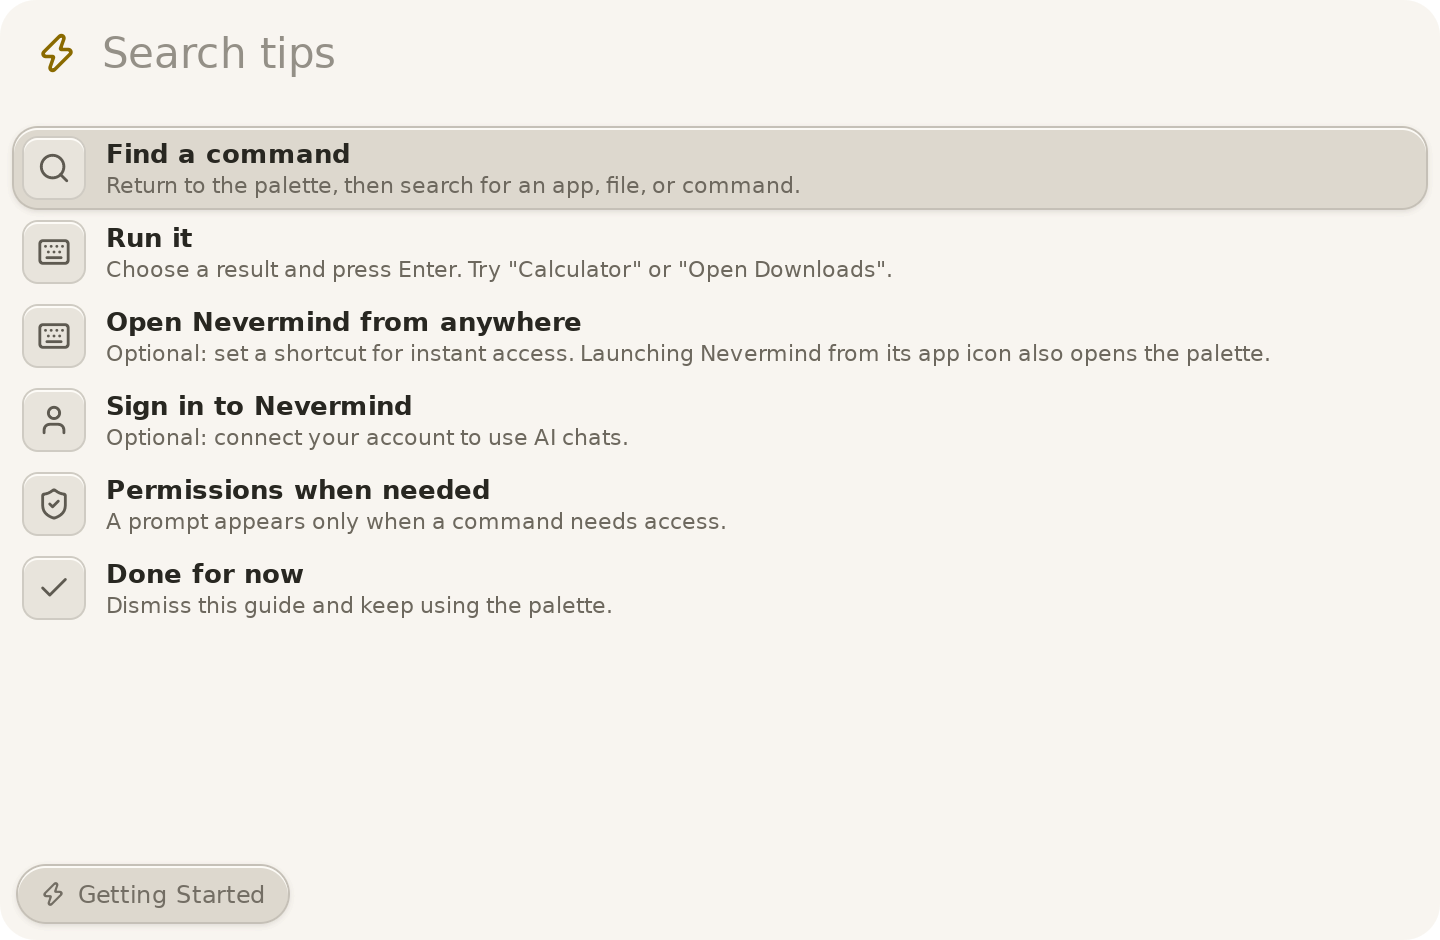 Search tips
Find a command
Return to the palette, then search for an app, file, or command.
Run it
Choose a result and press Enter. Try "Calculator" or "Open Downloads".
Open Nevermind from anywhere
Optional: set a shortcut for instant access. Launching Nevermind from its app icon also opens the palette.
Sign in to Nevermind
Optional: connect your account to use AI chats.
Permissions when needed
A prompt appears only when a command needs access.
Done for now
Dismiss this guide and keep using the palette.
Getting Started